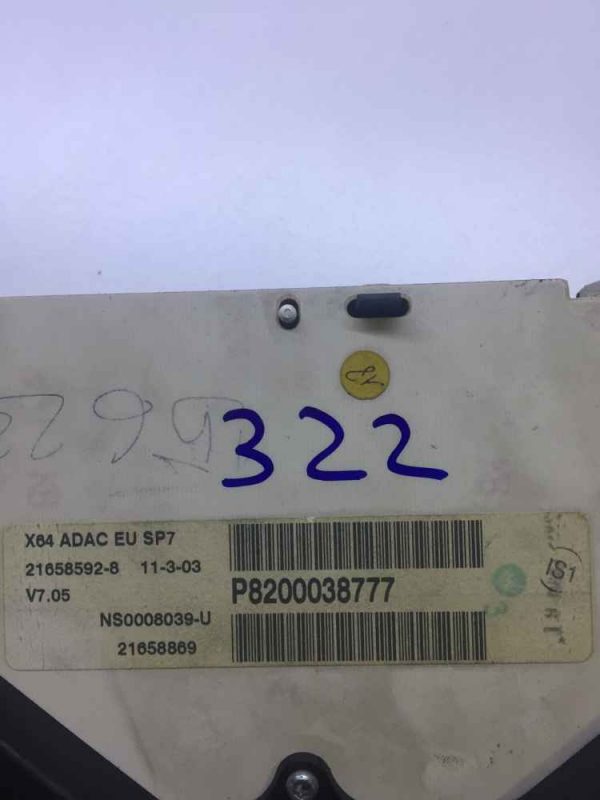 322
X64 ADAC EU SP7
21658592-8 11-3-03
V7.05
P8200038777
NS0008039-U
21658869